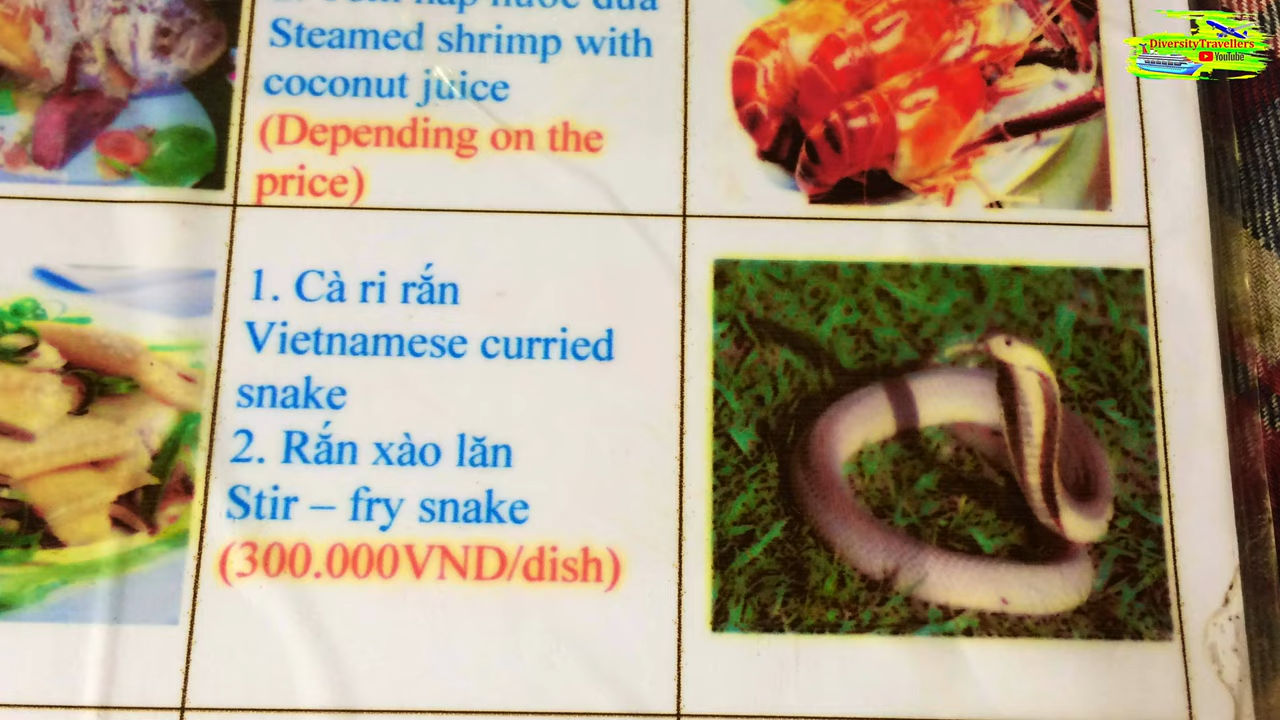 Steamed shrimp with
coconut juice
(Depending on the
price)
1. Cà ri rắn
Vietnamese curried
snake
2. Rắn xào lăn
Stir – fry snake
(300.000VND/dish)
DiversityTravellers
YouTube